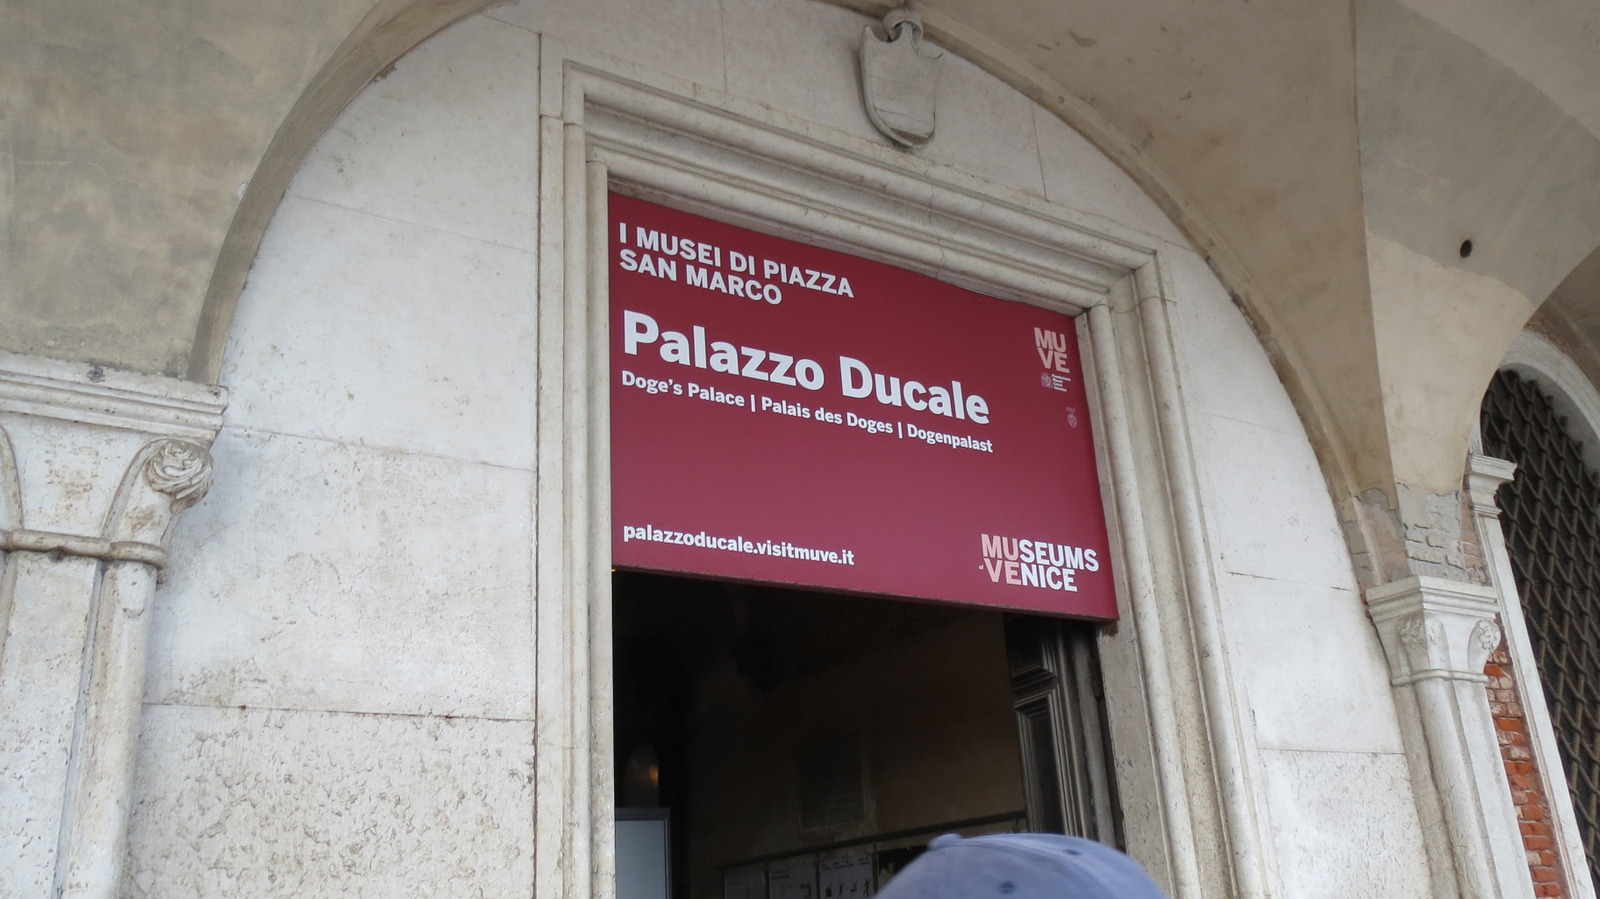 I MUSEI DI PIAZZA
SAN MARCO
Palazzo Ducale
Doge's Palace | Palais des Doges | Dogenpalast
MU
VE
palazzoducale.visitmuve.it
MUSEUMS
of VENICE